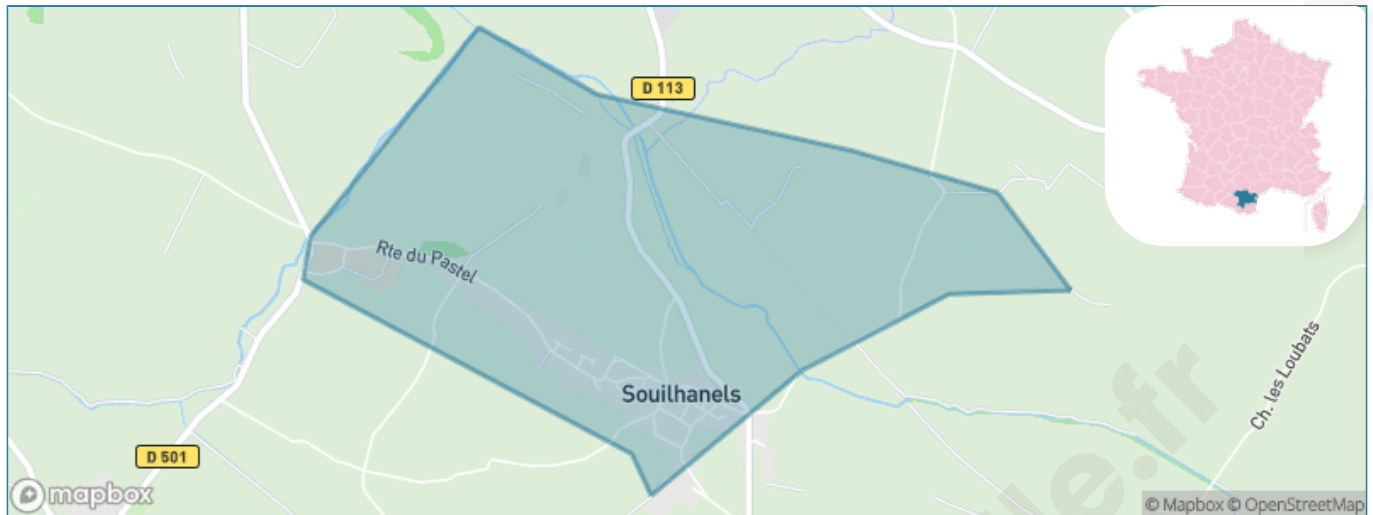 D 113
Rte du Pastel
Souilhanels
Ch. les Loubats
D 501
mapbox
© Mapbox © OpenStreetMap